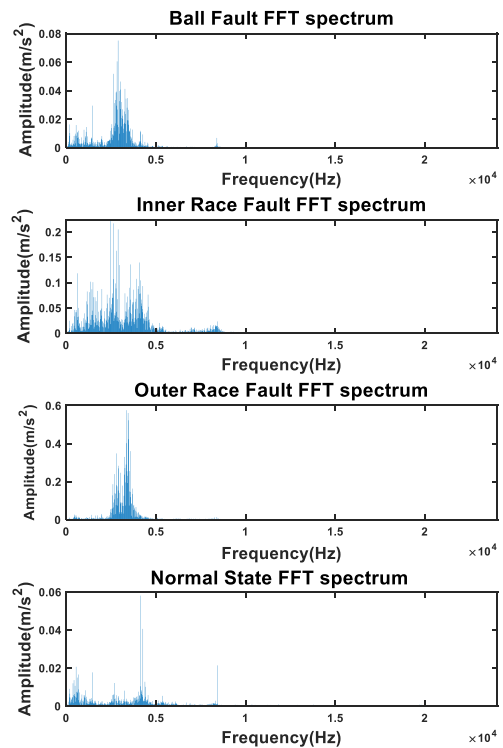 Ball Fault FFT spectrum
0.08
0.06
0.04
0.02
0
Amplitude(m/s²)
0 0.5 1 1.5 2
Frequency(Hz)
×10⁴
Inner Race Fault FFT spectrum
0.2
0.15
0.1
0.05
0
Amplitude(m/s²)
0 0.5 1 1.5 2
Frequency(Hz)
×10⁴
Outer Race Fault FFT spectrum
0.6
0.4
0.2
0
Amplitude(m/s²)
0 0.5 1 1.5 2
Frequency(Hz)
×10⁴
Normal State FFT spectrum
0.06
0.04
0.02
0
Amplitude(m/s²)
0 0.5 1 1.5 2
Frequency(Hz)
×10⁴